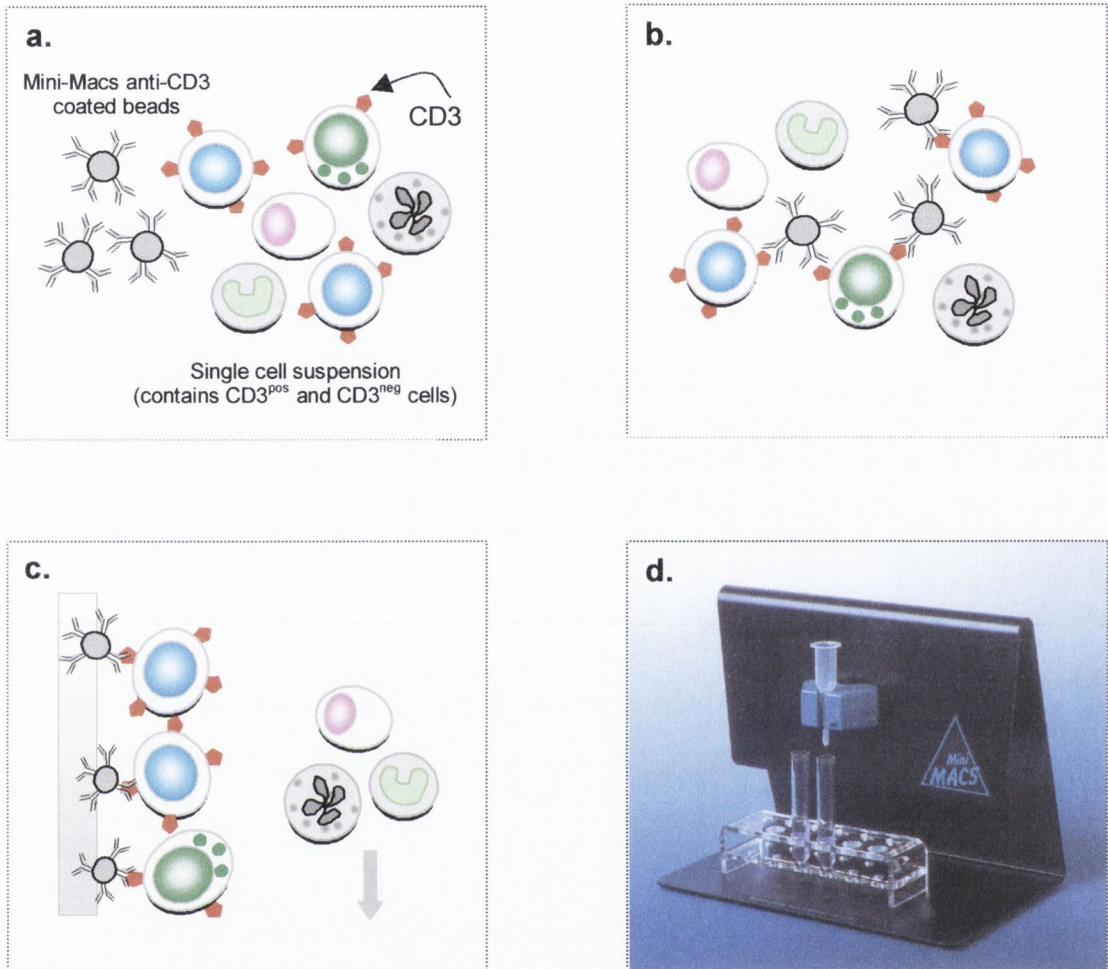 a.
Mini-Macs anti-CD3
coated beads
CD3
Single cell suspension
(contains CD3pos and CD3neg cells)
b.
c.
d.
Mini
MACS